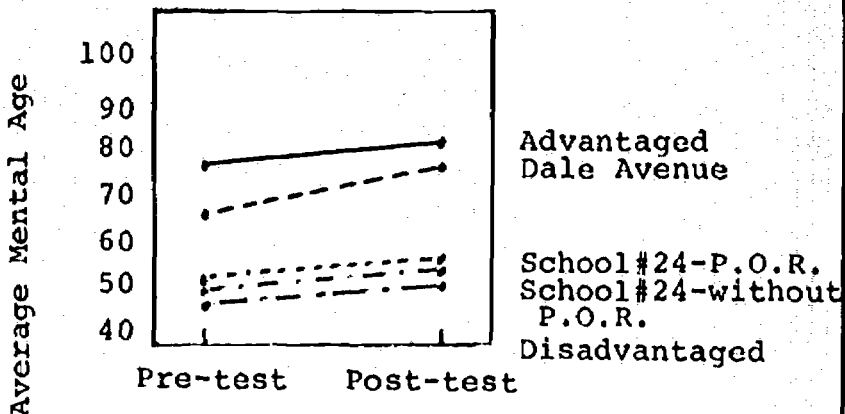 Average Mental Age
100
90
80
70
60
50
40
Pre-test Post-test
Advantaged
Dale Avenue
School#24-P.O.R.
School#24-without
P.O.R.
Disadvantaged